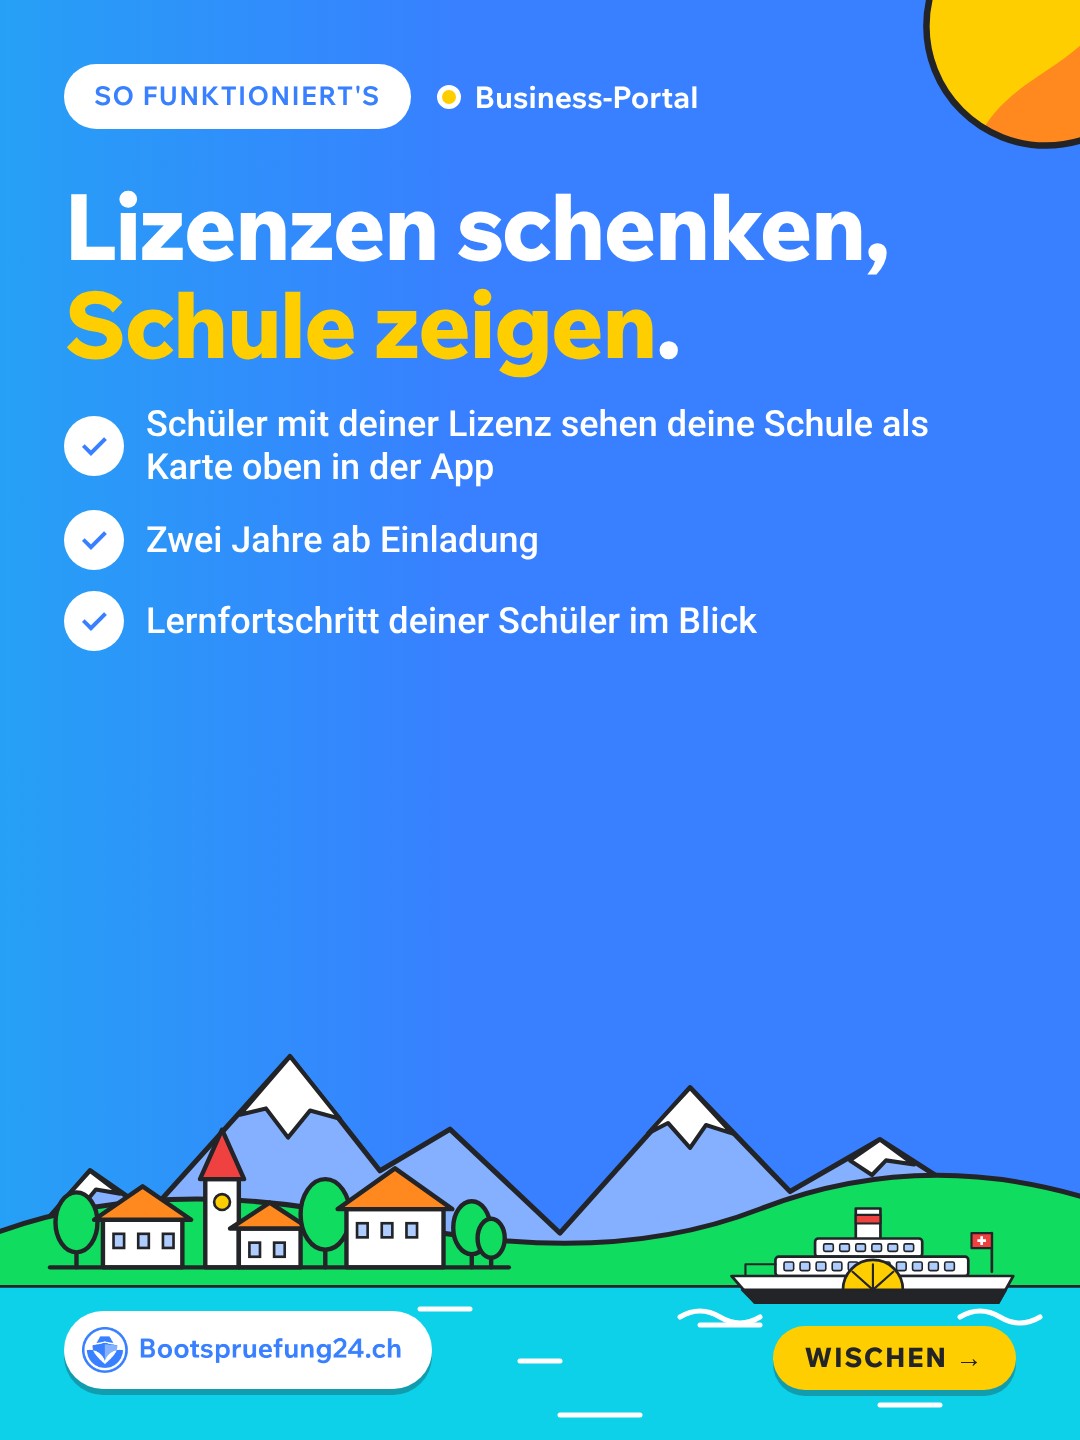 SO FUNKTIONIERT'S
Business-Portal
Lizenzen schenken,
Schule zeigen.
Schüler mit deiner Lizenz sehen deine Schule als
Karte oben in der App
Zwei Jahre ab Einladung
Lernfortschritt deiner Schüler im Blick
Bootspruefung24.ch
WISCHEN →